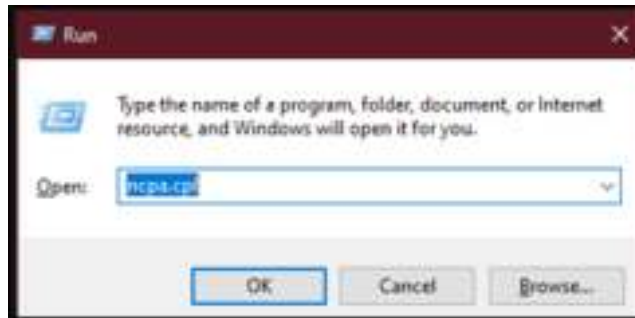 Run
Type the name of a program, folder, document, or Internet
resource, and Windows will open it for you.
Open:
ncpa.cpl
OK
Cancel
Browse...